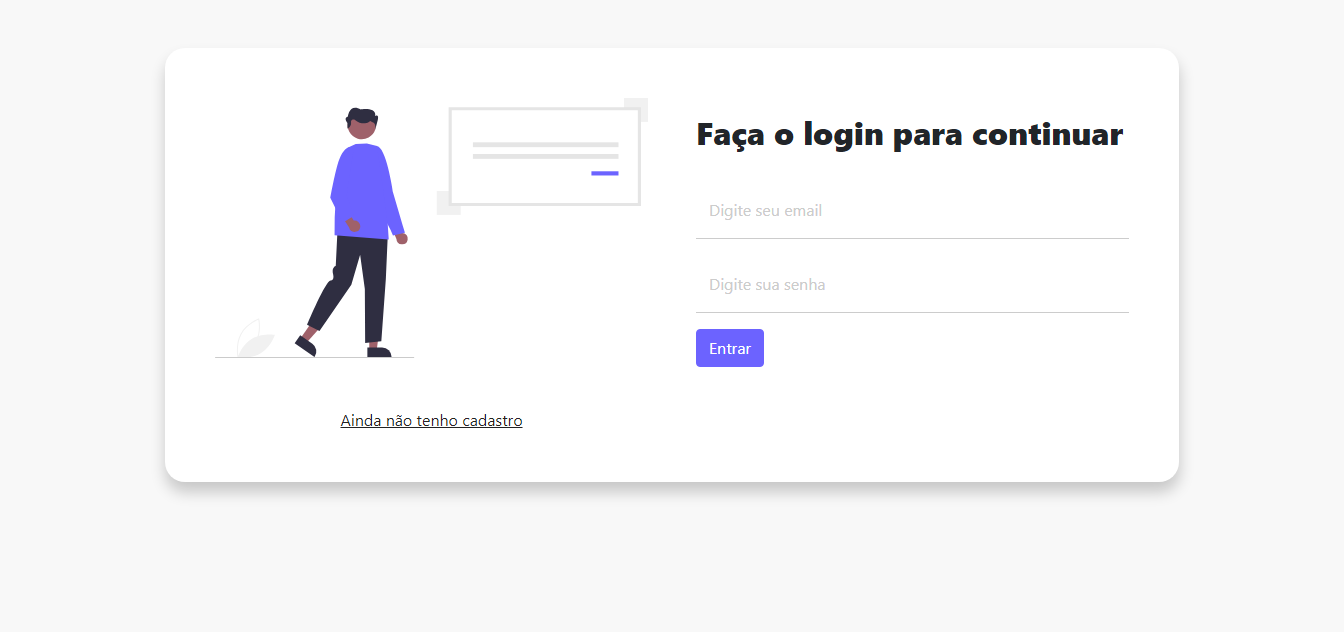 Faça o login para continuar
Digite seu email
Digite sua senha
Entrar
Ainda não tenho cadastro